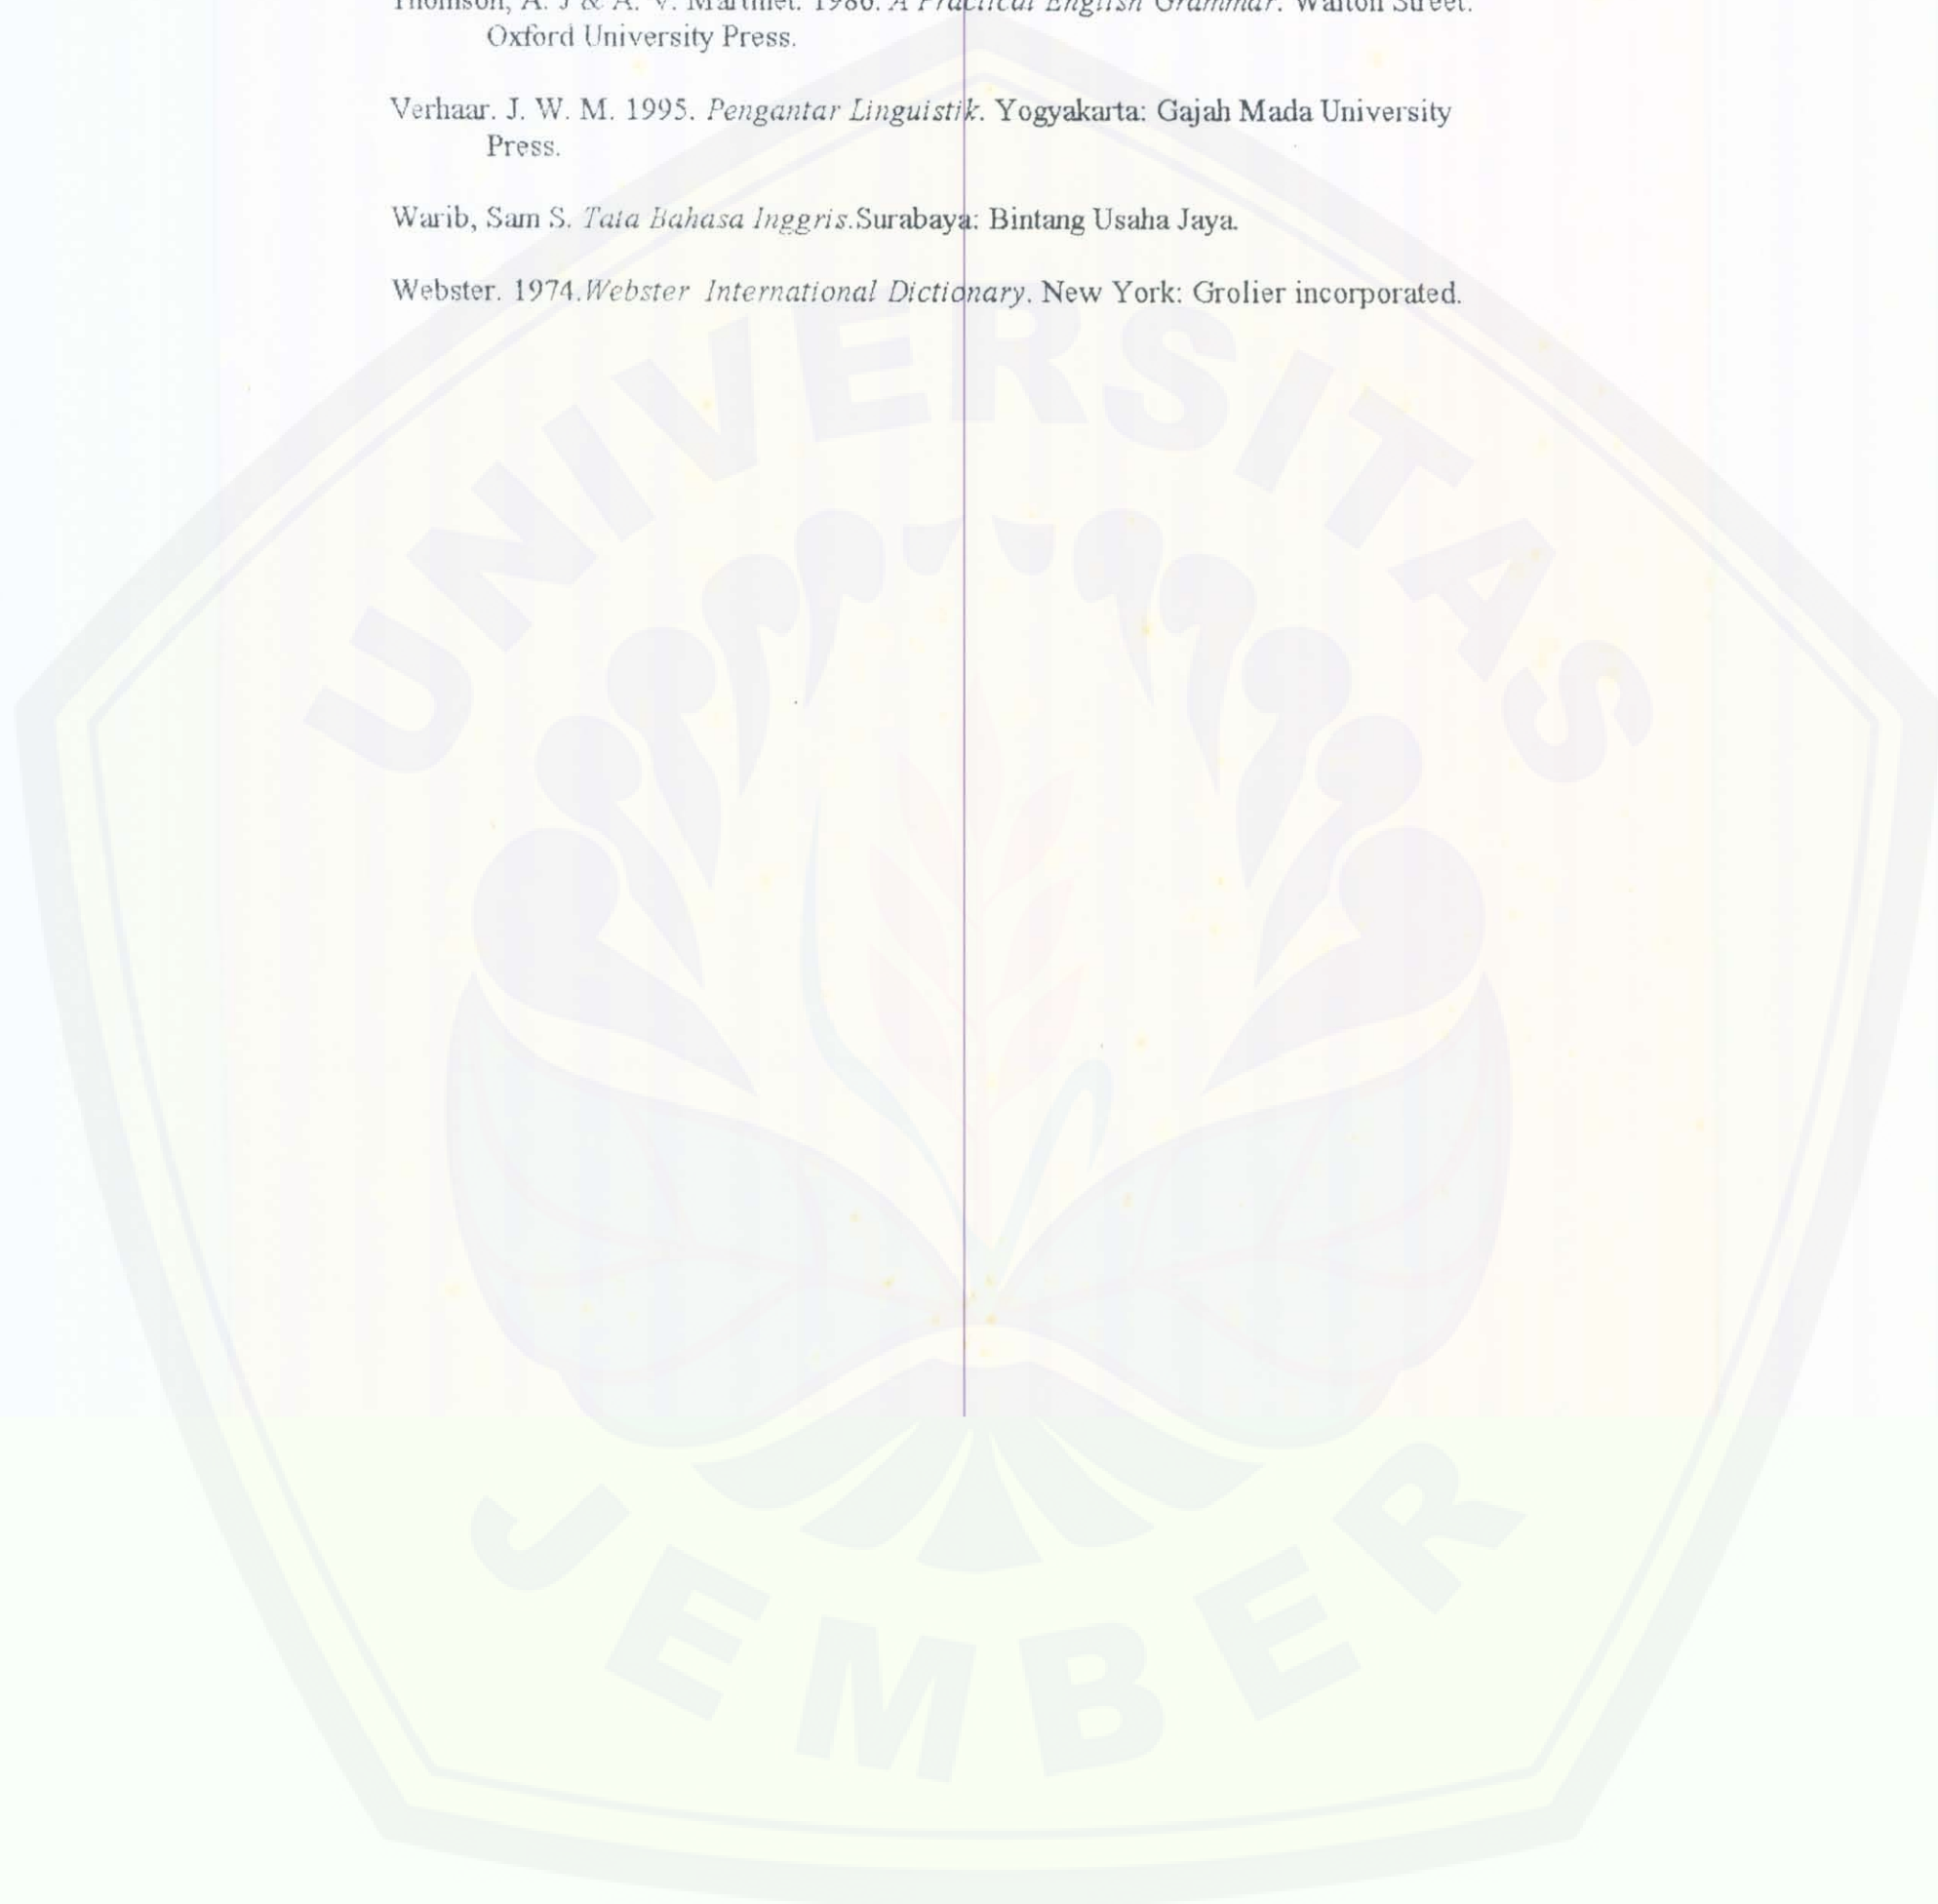 Thomson, A. J & A. V. Martinet. 1986. A Practical English Grammar. Walton Street:
Oxford University Press.
Verhaar. J. W. M. 1995. Pengantar Linguistik. Yogyakarta: Gajah Mada University
Press.
Warib, Sam S. Tata Bahasa Inggris.Surabaya: Bintang Usaha Jaya.
Webster. 1974.Webster International Dictionary. New York: Grolier incorporated.
UNIVERSITAS
JEMBER